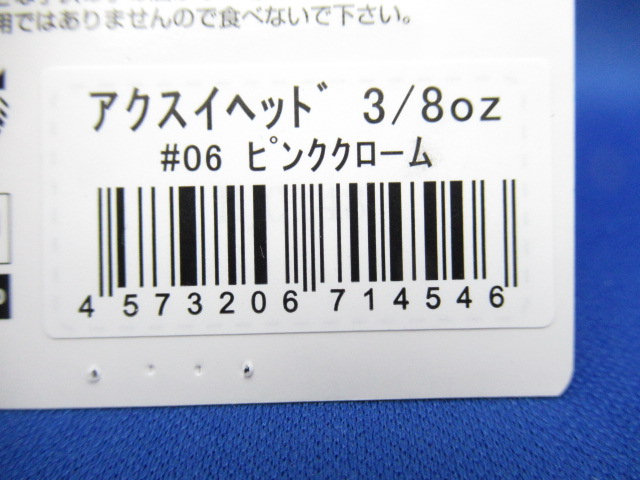 用ではありませんので食べないで下さい。
アクスイヘッド 3/8oz
#06 ピンククローム
4 573206 714546